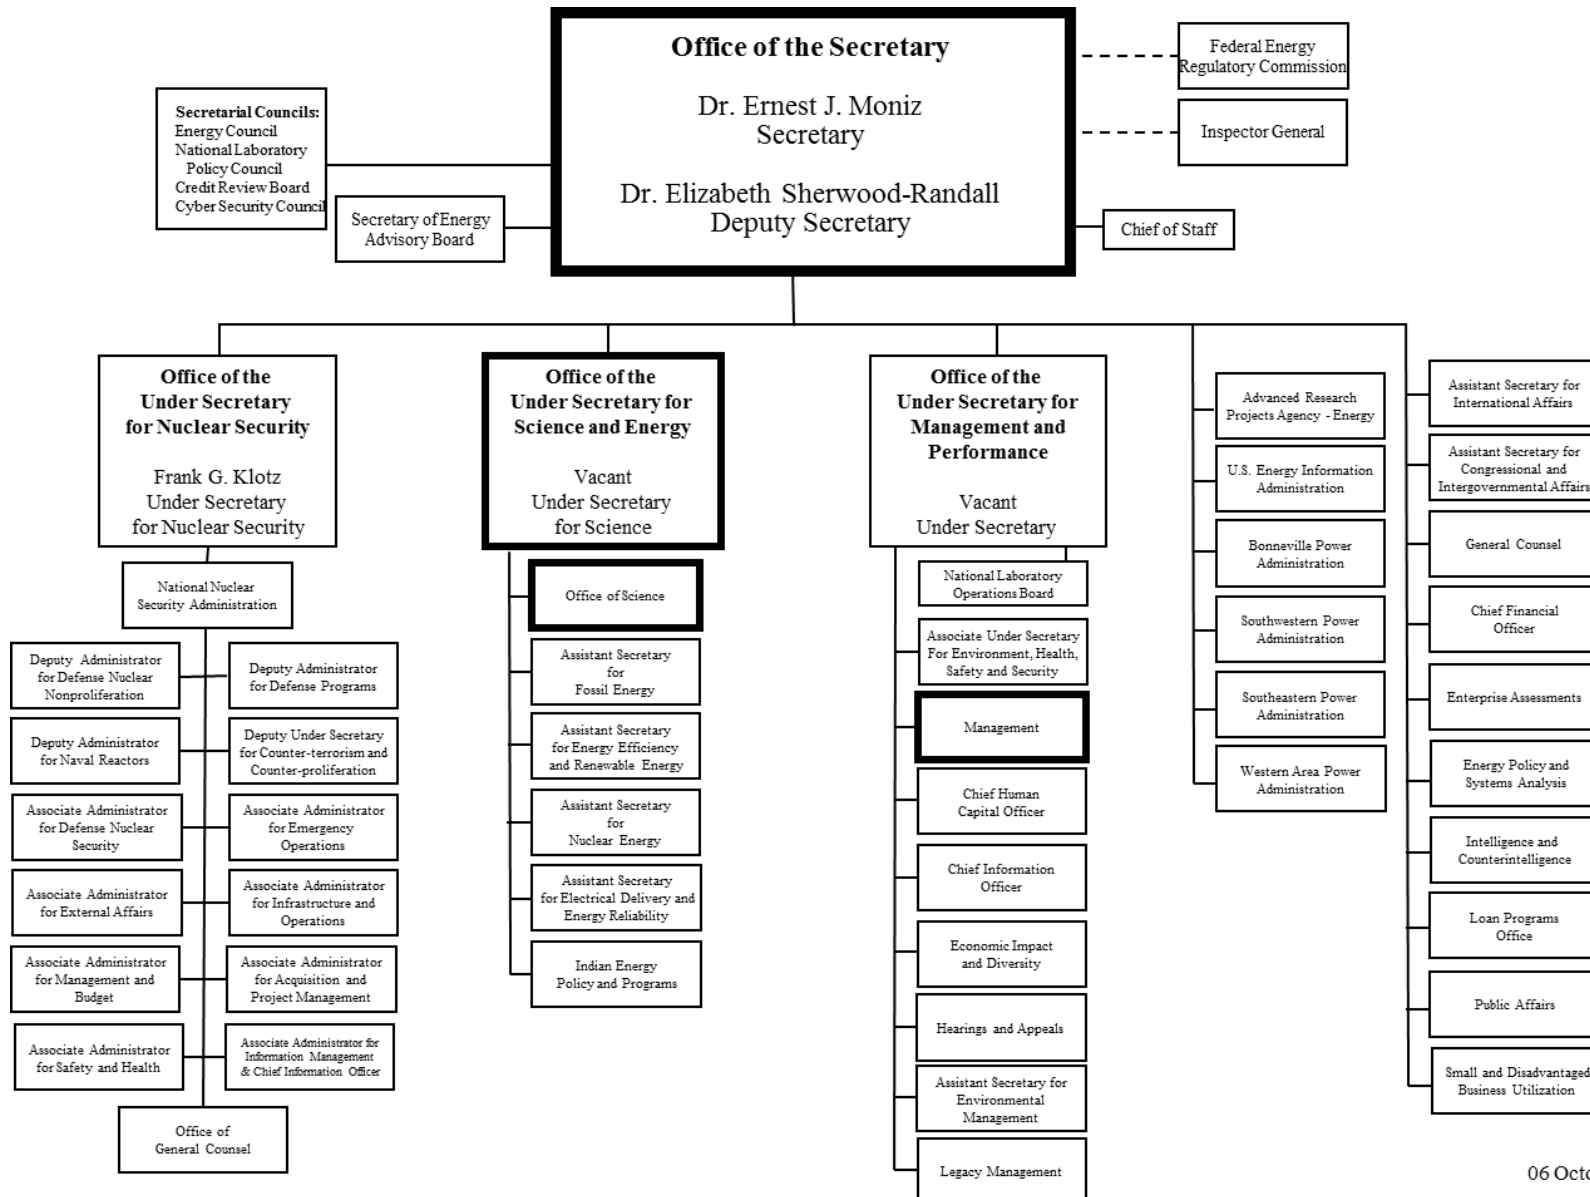 Office of the Secretary
Dr. Ernest J. Moniz
Secretary
Dr. Elizabeth Sherwood-Randall
Deputy Secretary
Federal Energy
Regulatory Commission
Inspector General
Secretarial Councils:
Energy Council
National Laboratory
Policy Council
Credit Review Board
Cyber Security Council
Secretary of Energy
Advisory Board
Chief of Staff
Office of the
Under Secretary
for Nuclear Security
Frank G. Klotz
Under Secretary
for Nuclear Security
National Nuclear
Security Administration
Deputy Administrator
for Defense Nuclear
Nonproliferation
Deputy Administrator
for Defense Programs
Deputy Administrator
for Naval Reactors
Deputy Under Secretary
for Counter-terrorism and
Counter-proliferation
Associate Administrator
for Defense Nuclear
Security
Associate Administrator
for Emergency
Operations
Associate Administrator
for External Affairs
Associate Administrator
for Infrastructure and
Operations
Associate Administrator
for Management and
Budget
Associate Administrator
for Acquisition and
Project Management
Associate Administrator
for Safety and Health
Associate Administrator for
Information Management
& Chief Information Officer
Office of
General Counsel
Office of the
Under Secretary for
Science and Energy
Vacant
Under Secretary
for Science
Office of Science
Assistant Secretary
for
Fossil Energy
Assistant Secretary
for Energy Efficiency
and Renewable Energy
Assistant Secretary
for
Nuclear Energy
Assistant Secretary
for Electrical Delivery and
Energy Reliability
Indian Energy
Policy and Programs
Office of the
Under Secretary for
Management and
Performance
Vacant
Under Secretary
National Laboratory
Operations Board
Associate Under Secretary
For Environment, Health,
Safety and Security
Management
Chief Human
Capital Officer
Chief Information
Officer
Economic Impact
and Diversity
Hearings and Appeals
Assistant Secretary for
Environmental
Management
Legacy Management
Advanced Research
Projects Agency - Energy
U.S. Energy Information
Administration
Bonneville Power
Administration
Southwestern Power
Administration
Southeastern Power
Administration
Western Area Power
Administration
Assistant Secretary for
International Affairs
Assistant Secretary for
Congressional and
Intergovernmental Affairs
General Counsel
Chief Financial
Officer
Enterprise Assessments
Energy Policy and
Systems Analysis
Intelligence and
Counterintelligence
Loan Programs
Office
Public Affairs
Small and Disadvantaged
Business Utilization
06 Octo